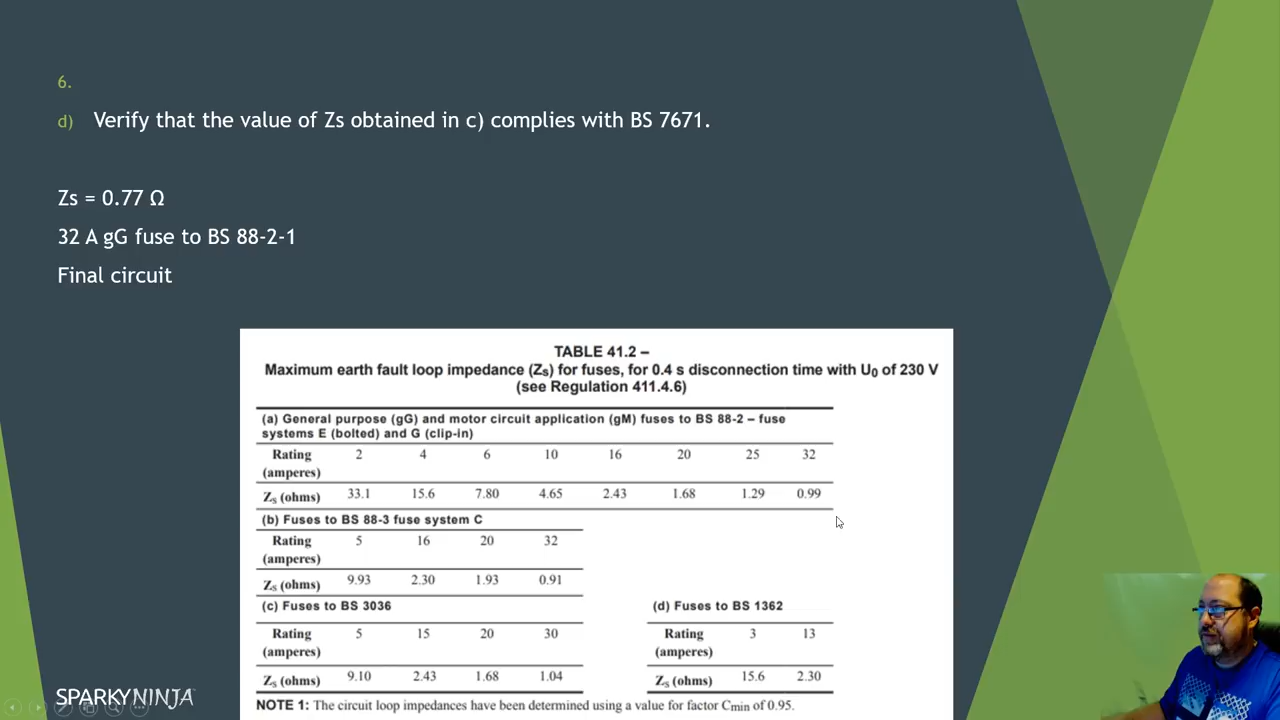 6.
d) Verify that the value of Zs obtained in c) complies with BS 7671.
Zs = 0.77 Ω
32 A gG fuse to BS 88-2-1
Final circuit
TABLE 41.2 –
Maximum earth fault loop impedance (Zs) for fuses, for 0.4 s disconnection time with U0 of 230 V
(see Regulation 411.4.6)
(a) General purpose (gG) and motor circuit application (gM) fuses to BS 88-2 – fuse
systems E (bolted) and G (clip-in)
Rating 2 4 6 10 16 20 25 32
(amperes)
Zs (ohms) 33.1 15.6 7.80 4.65 2.43 1.68 1.29 0.99
(b) Fuses to BS 88-3 fuse system C
Rating 5 16 20 32
(amperes)
Zs (ohms) 9.93 2.30 1.93 0.91
(c) Fuses to BS 3036 (d) Fuses to BS 1362
Rating 5 15 20 30 Rating 3 13
(amperes) (amperes)
Zs (ohms) 9.10 2.43 1.68 1.04 Zs (ohms) 15.6 2.30
NOTE 1: The circuit loop impedances have been determined using a value for factor Cmin of 0.95.
SPARKYNINJA